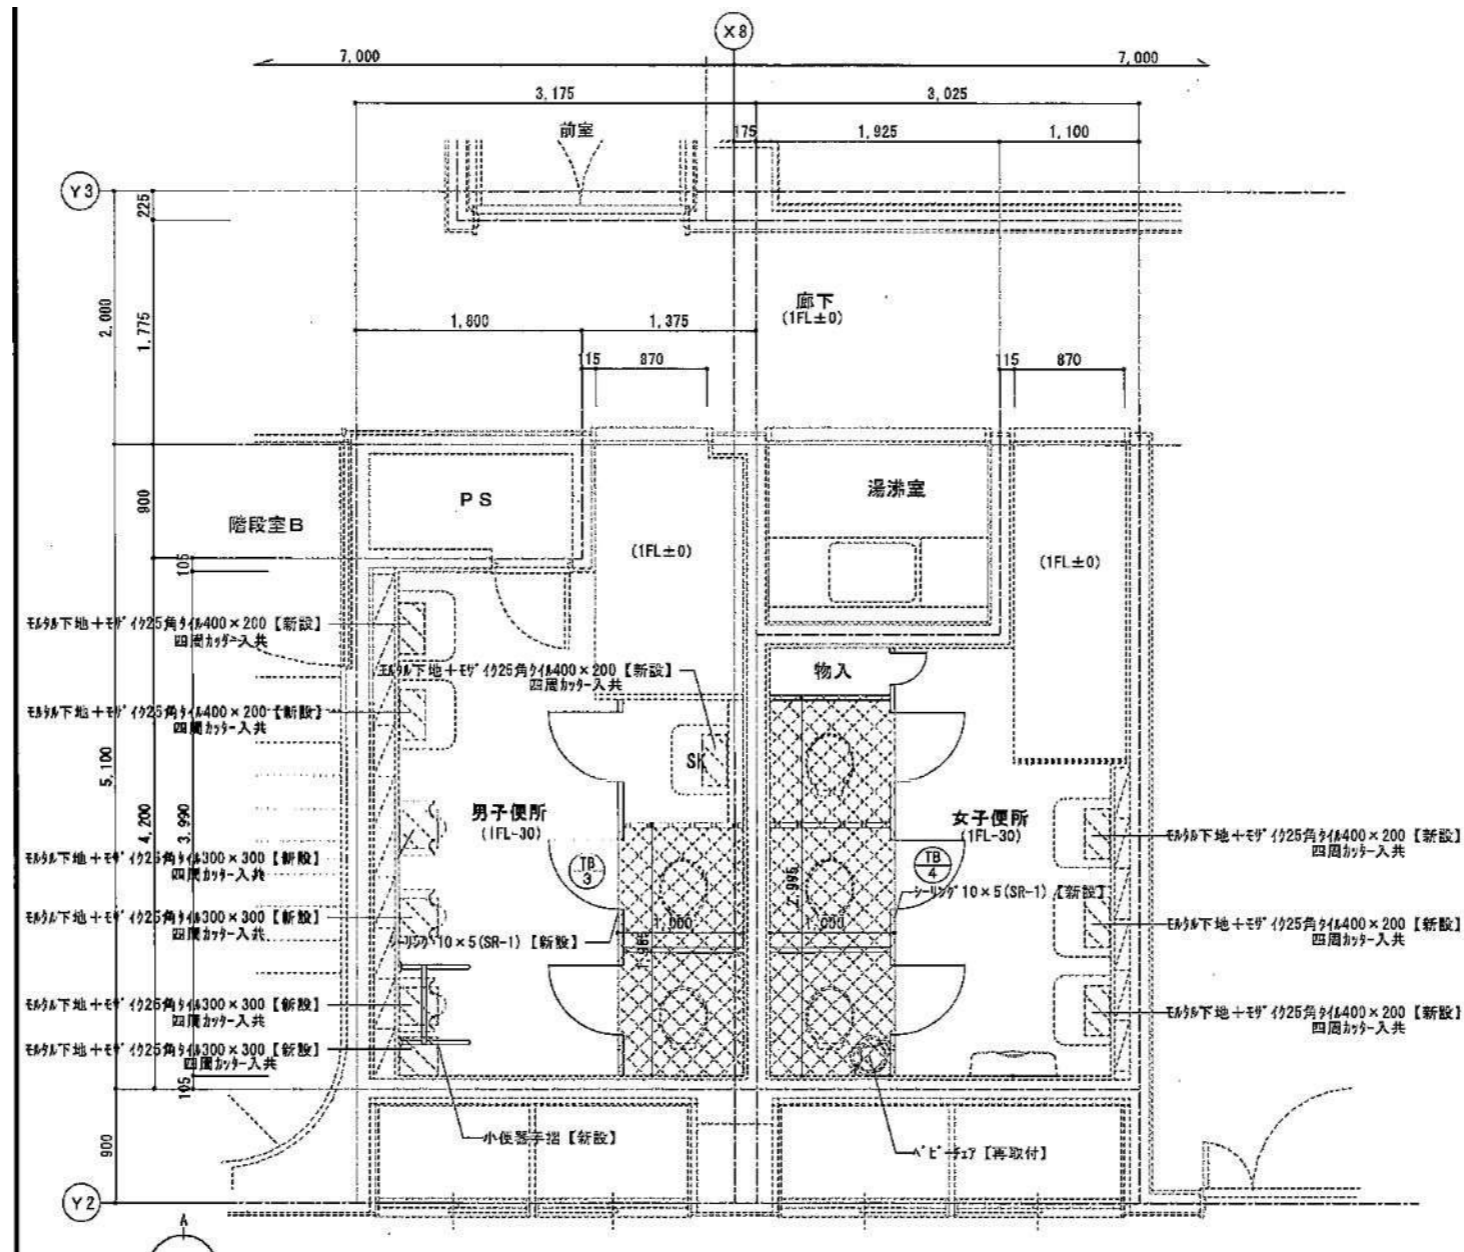 X8
7,000
7,000
3,175
3,025
前室
175
1,925
1,100
Y3
225
2,000
1,775
廊下
(1FL±0)
1,800
1,375
115
870
115
870
900
PS
湯沸室
階段室B
(1FL±0)
(1FL±0)
105
モルタル下地+モザイク25角タイル400×200【新設】
四周カッター入共
モルタル下地+モザイク25角タイル400×200【新設】
四周カッター入共
物入
モルタル下地+モザイク25角タイル400×200【新設】
四周カッター入共
5,100
4,200
3,990
SK
男子便所
(1FL-30)
女子便所
(1FL-30)
モルタル下地+モザイク25角タイル400×200【新設】
四周カッター入共
モルタル下地+モザイク25角タイル300×300【新設】
四周カッター入共
TB
3
TB
4
2,995
シーリング10×5(SR-1)【新設】
モルタル下地+モザイク25角タイル300×300【新設】
四周カッター入共
1,000
1,000
モルタル下地+モザイク25角タイル400×200【新設】
四周カッター入共
シーリング10×5(SR-1)【新設】
1,985
モルタル下地+モザイク25角タイル300×300【新設】
四周カッター入共
モルタル下地+モザイク25角タイル400×200【新設】
四周カッター入共
モルタル下地+モザイク25角タイル300×300【新設】
四周カッター入共
105
900
小便器手摺【新設】
ベビーチェア【再取付】
Y2
A